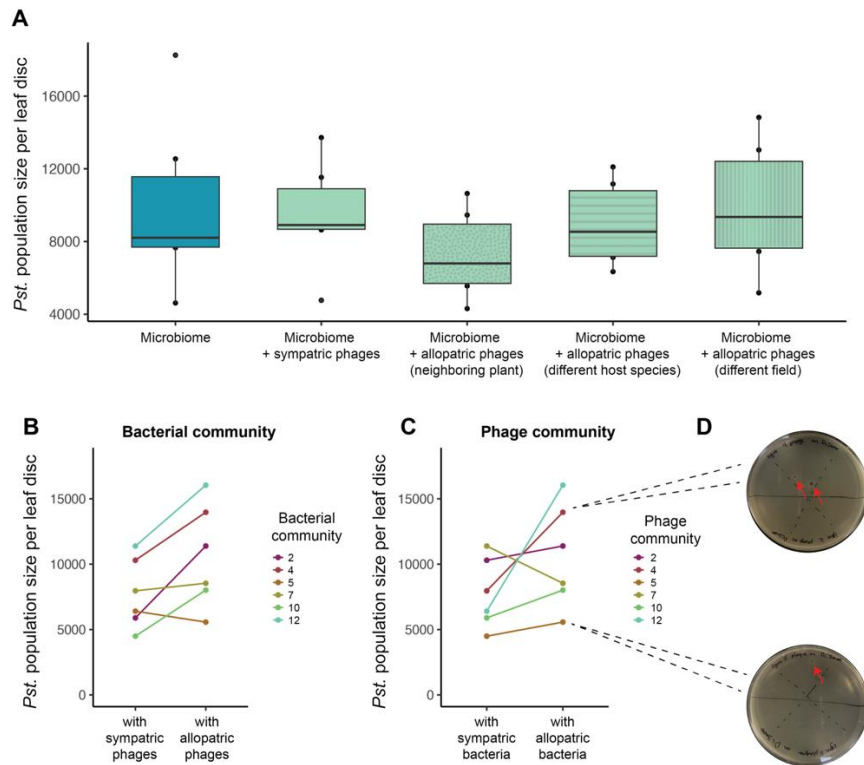 A
Pst. population size per leaf disc
16000
12000
8000
4000
Microbiome
Microbiome
+ sympatric phages
Microbiome
+ allopatric phages
(neighboring plant)
Microbiome
+ allopatric phages
(different host species)
Microbiome
+ allopatric phages
(different field)
B
Bacterial community
Pst. population size per leaf disc
15000
10000
5000
0
with
sympatric
phages
with
allopatric
phages
Bacterial
community
2
4
5
7
10
12
C
Phage community
Pst. population size per leaf disc
15000
10000
5000
0
with
sympatric
bacteria
with
allopatric
bacteria
Phage
community
2
4
5
7
10
12
D